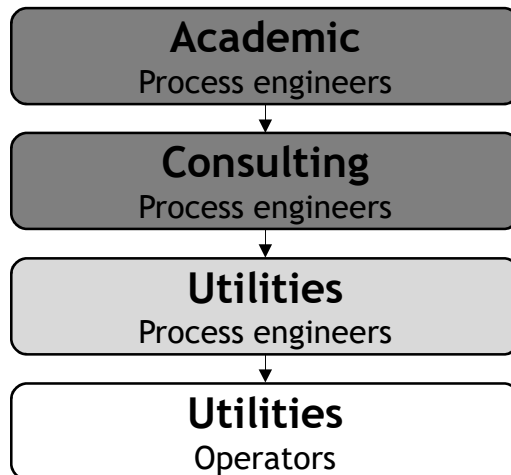 Academic
Process engineers
Consulting
Process engineers
Utilities
Process engineers
Utilities
Operators